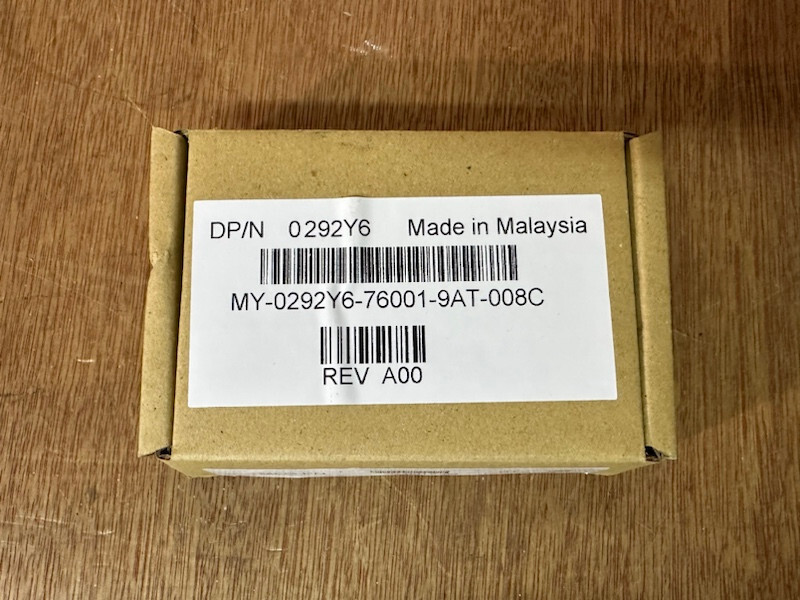 DP/N 0292Y6 Made in Malaysia
MY-0292Y6-76001-9AT-008C
REV A00